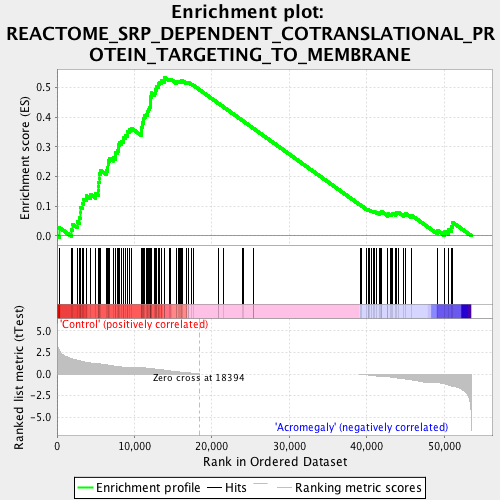 Enrichment plot:
REACTOME_SRP_DEPENDENT_COTRANSLATIONAL_PR
OTEIN_TARGETING_TO_MEMBRANE
Enrichment score (ES)
0.5
0.4
0.3
0.2
0.1
0.0
'Control' (positively correlated)
Ranked list metric (tTest)
5.0
2.5
0.0
-2.5
-5.0
Zero cross at 18394
'Acromegaly' (negatively correlated)
0 10,000 20,000 30,000 40,000 50,000
Rank in Ordered Dataset
Enrichment profile Hits Ranking metric scores